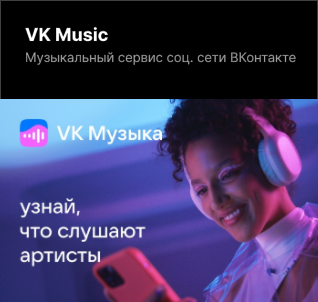 VK Music
Музыкальный сервис соц. сети ВКонтакте
VK Музыка
узнай,
что слушают
артисты